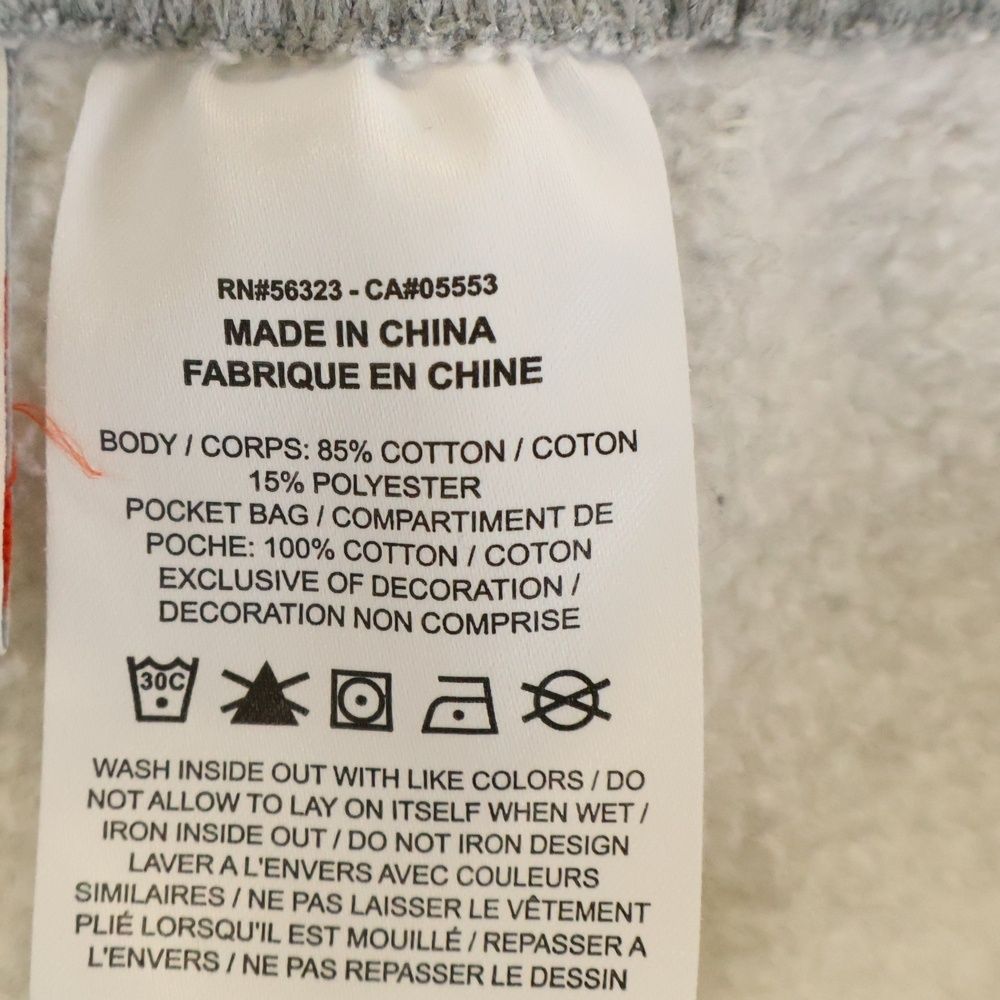 RN#56323 - CA#05553
MADE IN CHINA
FABRIQUE EN CHINE
BODY / CORPS: 85% COTTON / COTON
15% POLYESTER
POCKET BAG / COMPARTIMENT DE
POCHE: 100% COTTON / COTON
EXCLUSIVE OF DECORATION /
DECORATION NON COMPRISE
30C
WASH INSIDE OUT WITH LIKE COLORS / DO
NOT ALLOW TO LAY ON ITSELF WHEN WET /
IRON INSIDE OUT / DO NOT IRON DESIGN
LAVER A L'ENVERS AVEC COULEURS
SIMILAIRES / NE PAS LAISSER LE VÊTEMENT
PLIÉ LORSQU'IL EST MOUILLÉ / REPASSER A
L'ENVERS / NE PAS REPASSER LE DESSIN